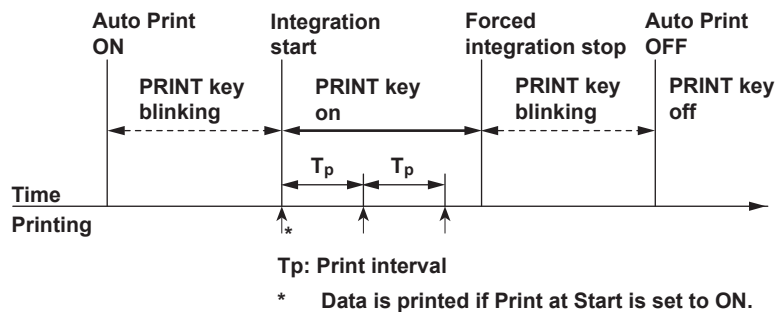 Auto Print
ON
Integration
start
Forced
integration stop
Auto Print
OFF
PRINT key
blinking
PRINT key
on
PRINT key
blinking
PRINT key
off
Tp
Tp
Time
Printing
*
Tp: Print interval
* Data is printed if Print at Start is set to ON.